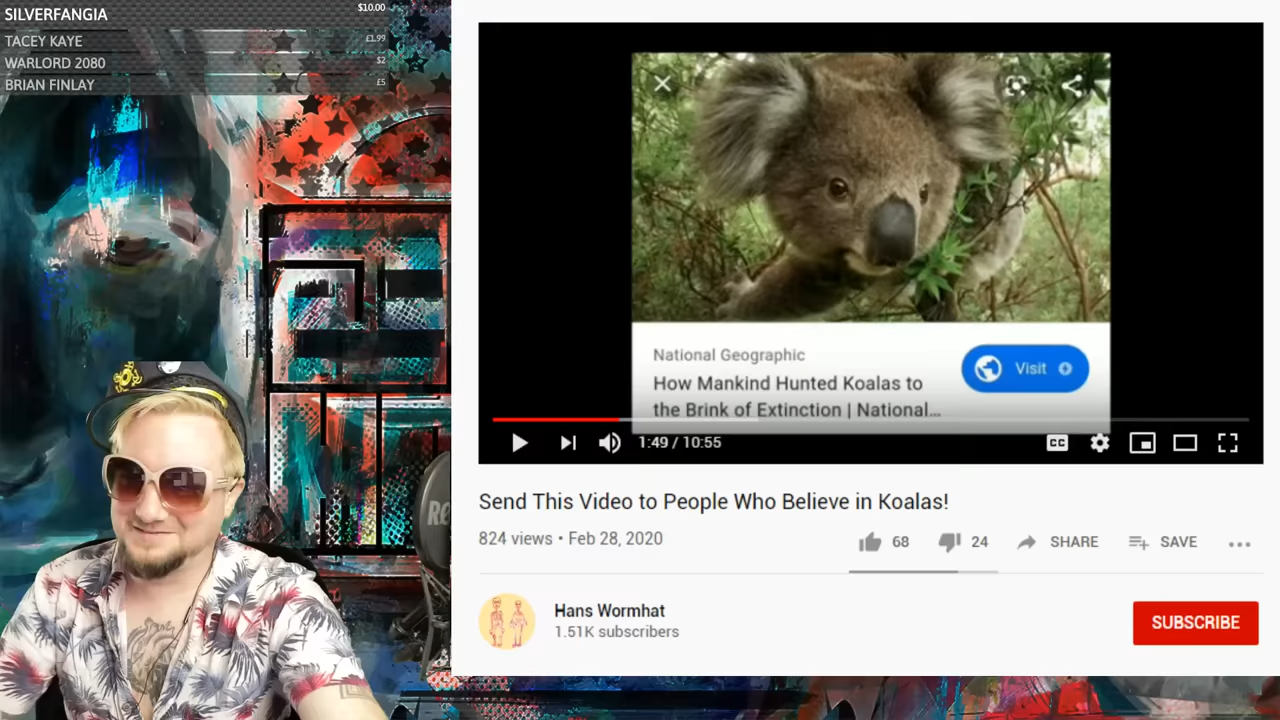 SILVERFANGIA $10.00
TACEY KAYE £1.99
WARLORD 2080 $2
BRIAN FINLAY £5
National Geographic
How Mankind Hunted Koalas to
the Brink of Extinction | National...
Visit
1:49 / 10:55
CC
Send This Video to People Who Believe in Koalas!
824 views • Feb 28, 2020
68 24 SHARE SAVE
Hans Wormhat
1.51K subscribers
SUBSCRIBE